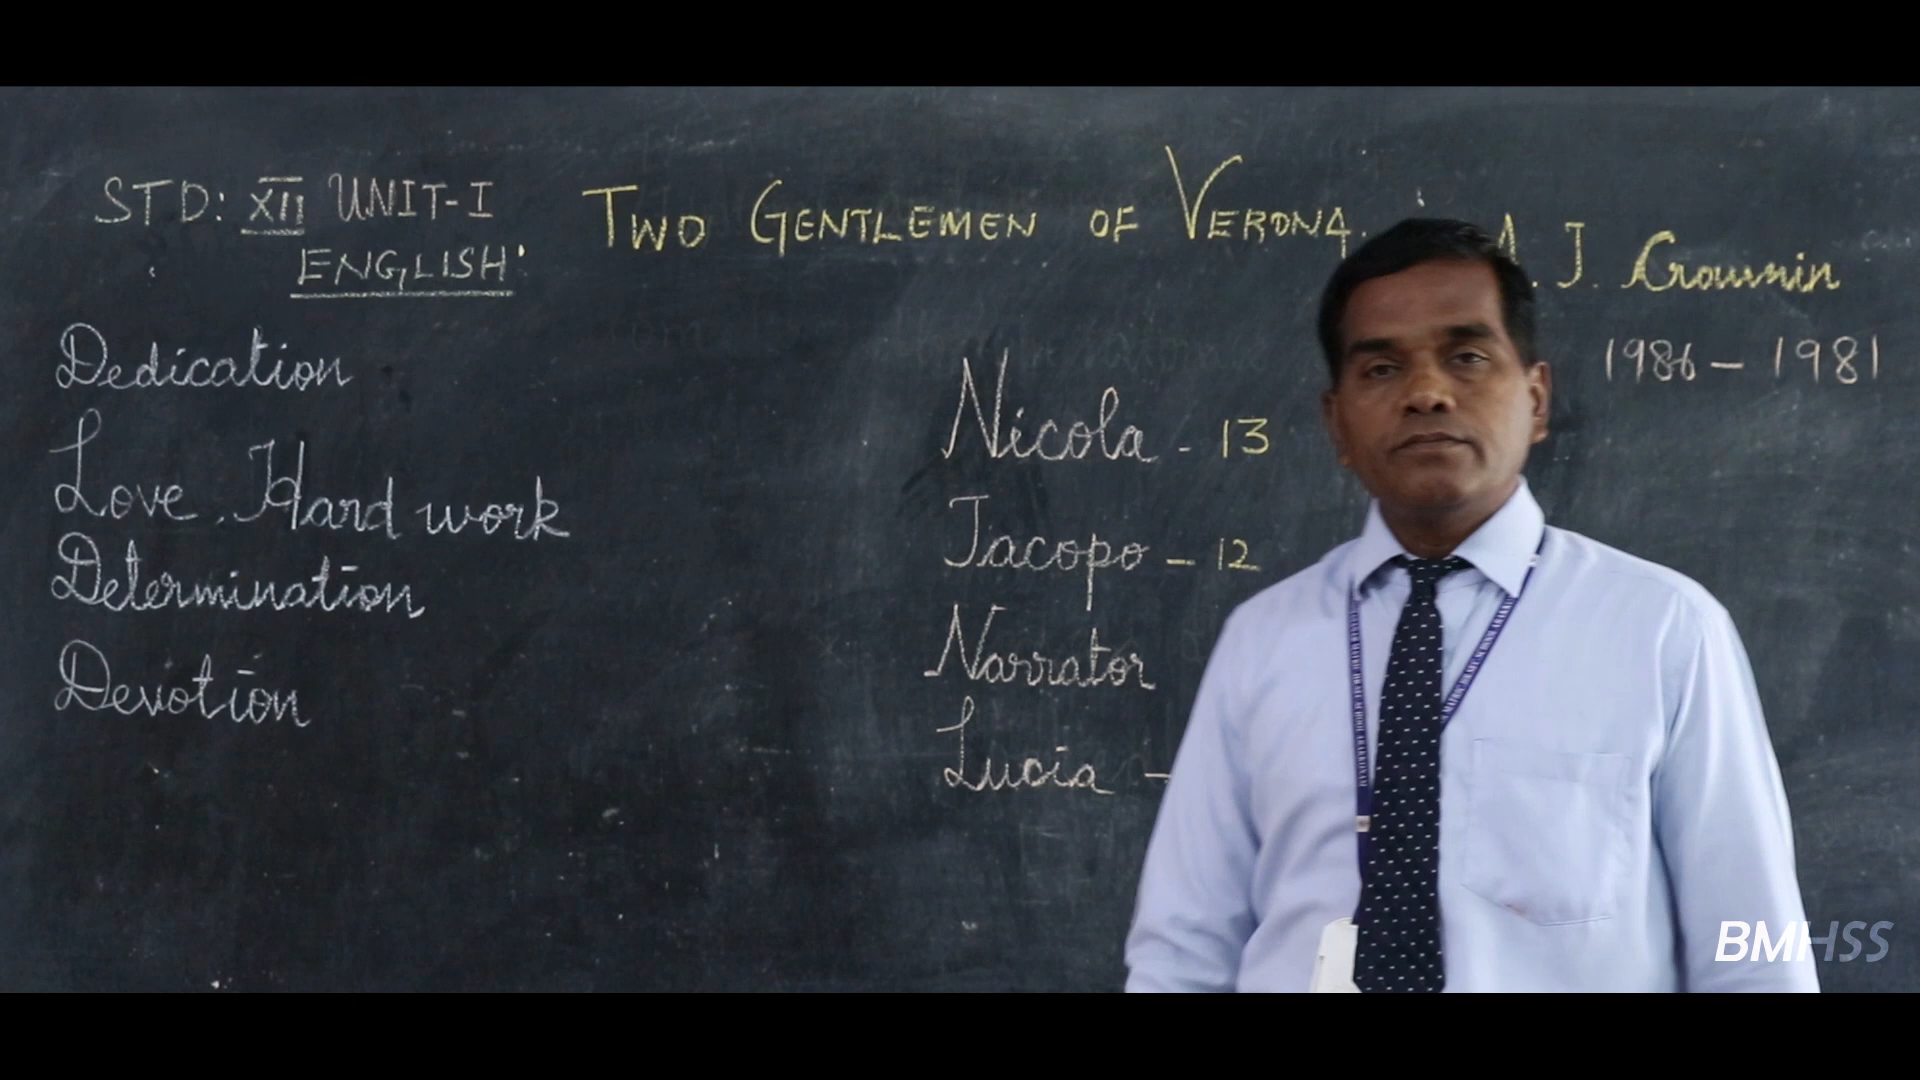 STD: XII UNIT-I
ENGLISH:
TWO GENTLEMEN OF VERONA.
A. J. Crownin
1986 – 1981
Dedication
Love. Hard work
Determination
Devotion
Nicola - 13
Jacopo - 12
Narrator
Lucia -
BMHSS